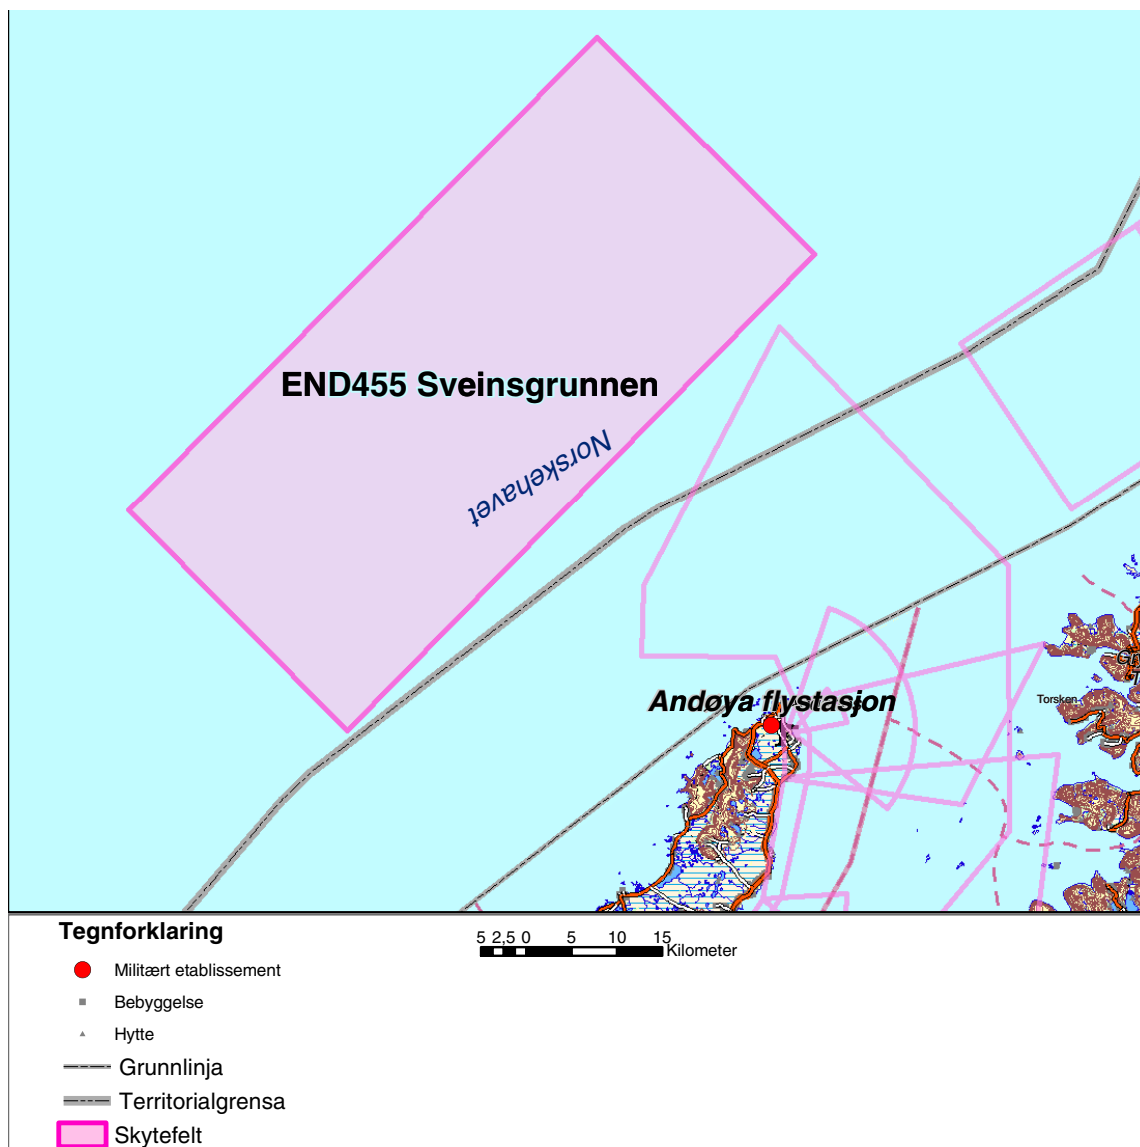 END455 Sveinsgrunnen
Norskehavet
Andøya flystasjon
Torsken
Tegnforklaring
5 2,5 0 5 10 15
Kilometer
Militært etablissement
Bebyggelse
Hytte
Grunnlinja
Territorialgrensa
Skytefelt